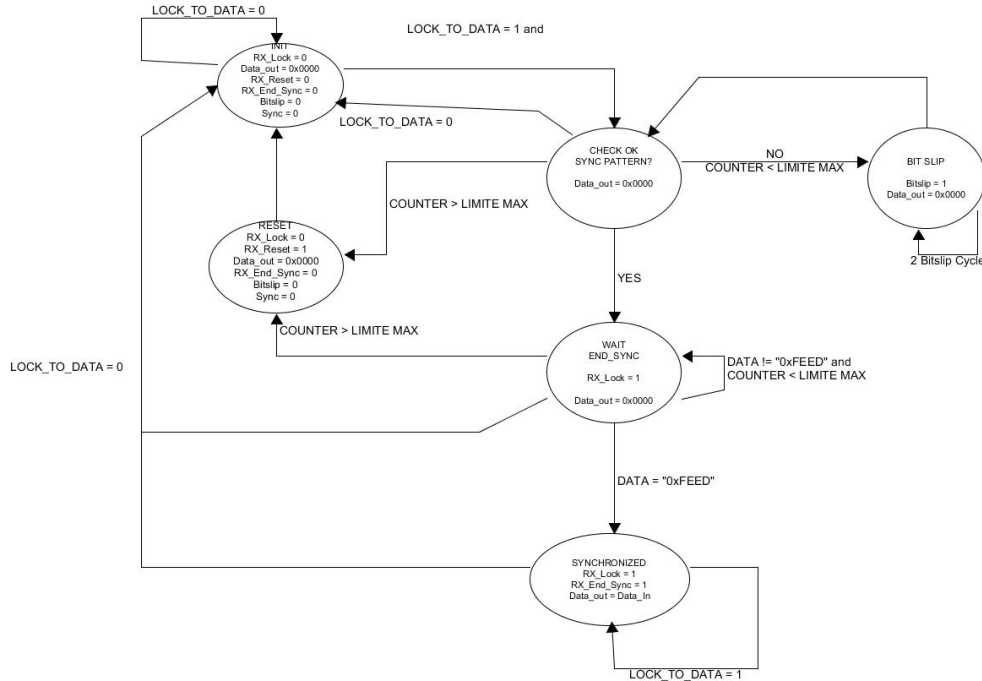 LOCK_TO_DATA = 0
LOCK_TO_DATA = 1 and
INIT
RX_Lock = 0
Data_out = 0x0000
RX_Reset = 0
RX_End_Sync = 0
Bitslip = 0
Sync = 0
LOCK_TO_DATA = 0
CHECK OK
SYNC PATTERN?
Data_out = 0x0000
NO
COUNTER < LIMITE MAX
BIT SLIP
Bitslip = 1
Data_out = 0x0000
2 Bitslip Cycle
COUNTER > LIMITE MAX
RESET
RX_Lock = 0
RX_Reset = 1
Data_out = 0x0000
RX_End_Sync = 0
Bitslip = 0
Sync = 0
YES
COUNTER > LIMITE MAX
WAIT
END_SYNC
RX_Lock = 1
Data_out = 0x0000
DATA != "0xFEED" and
COUNTER < LIMITE MAX
LOCK_TO_DATA = 0
DATA = "0xFEED"
SYNCHRONIZED
RX_Lock = 1
RX_End_Sync = 1
Data_out = Data_In
LOCK_TO_DATA = 1